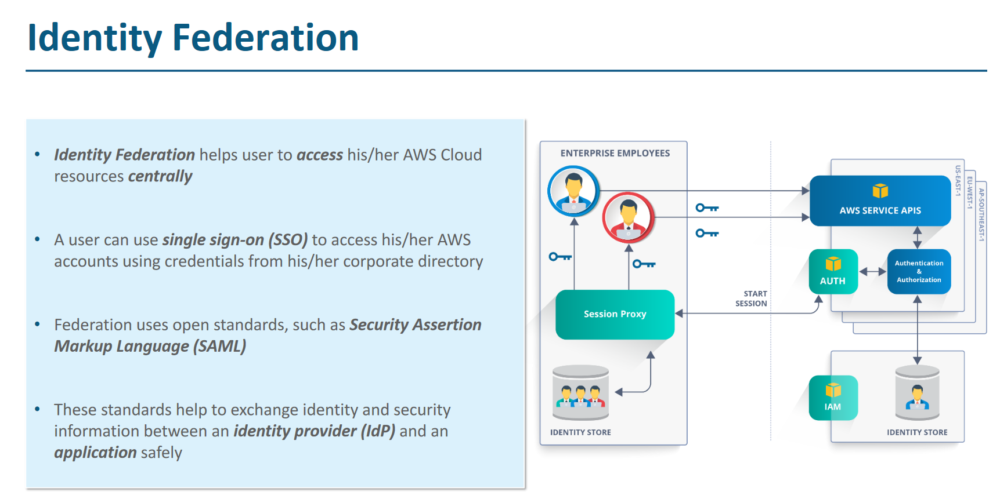 Identity Federation
• Identity Federation helps user to access his/her AWS Cloud
resources centrally
• A user can use single sign-on (SSO) to access his/her AWS
accounts using credentials from his/her corporate directory
• Federation uses open standards, such as Security Assertion
Markup Language (SAML)
• These standards help to exchange identity and security
information between an identity provider (IdP) and an
application safely
ENTERPRISE EMPLOYEES
Session Proxy
IDENTITY STORE
START
SESSION
AWS SERVICE APIS
US-EAST-1
EU-WEST-1
AP-SOUTHEAST-1
AUTH
Authentication
&
Authorization
IAM
IDENTITY STORE